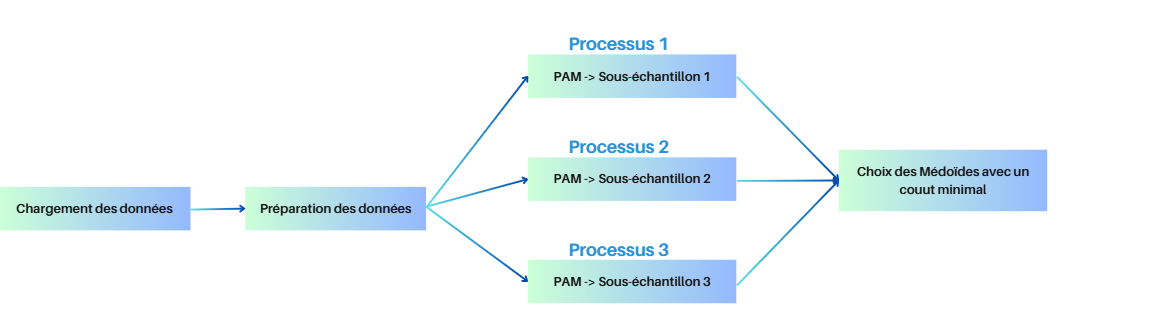 Chargement des données
Préparation des données
Processus 1
PAM -> Sous-échantillon 1
Processus 2
PAM -> Sous-échantillon 2
Processus 3
PAM -> Sous-échantillon 3
Choix des Médoïdes avec un
couut minimal